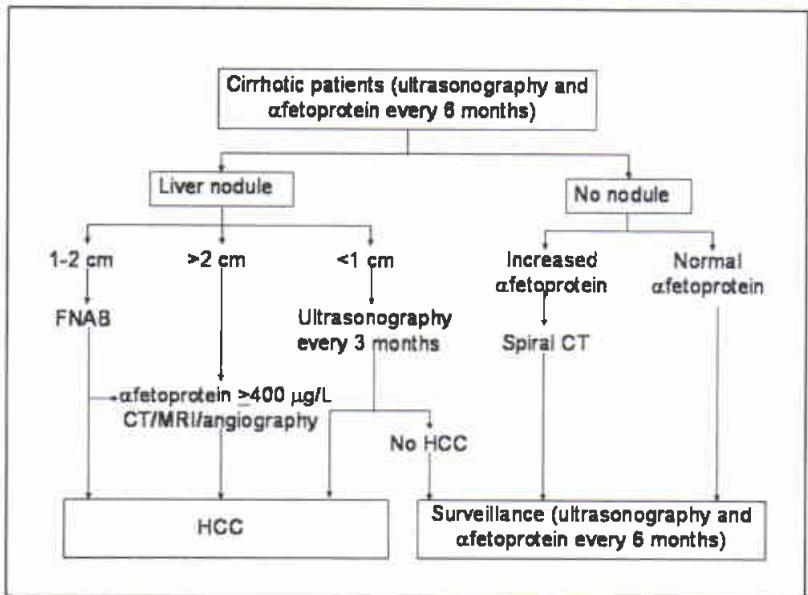 Cirrhotic patients (ultrasonography and
αfetoprotein every 6 months)
Liver nodule
No nodule
1-2 cm
>2 cm
<1 cm
Increased
αfetoprotein
Normal
αfetoprotein
FNAB
Ultrasonography
every 3 months
Spiral CT
αfetoprotein ≥400 μg/L
CT/MRI/angiography
No HCC
HCC
Surveillance (ultrasonography and
αfetoprotein every 6 months)